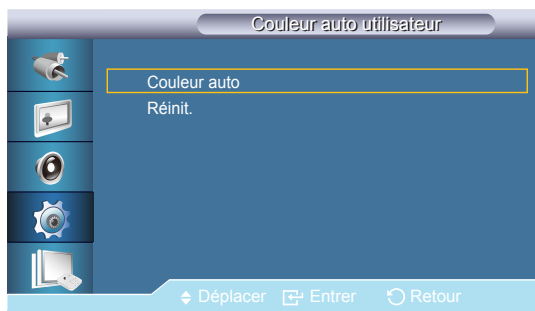 Couleur auto utilisateur
Couleur auto
Réinit.
Déplacer Entrer Retour